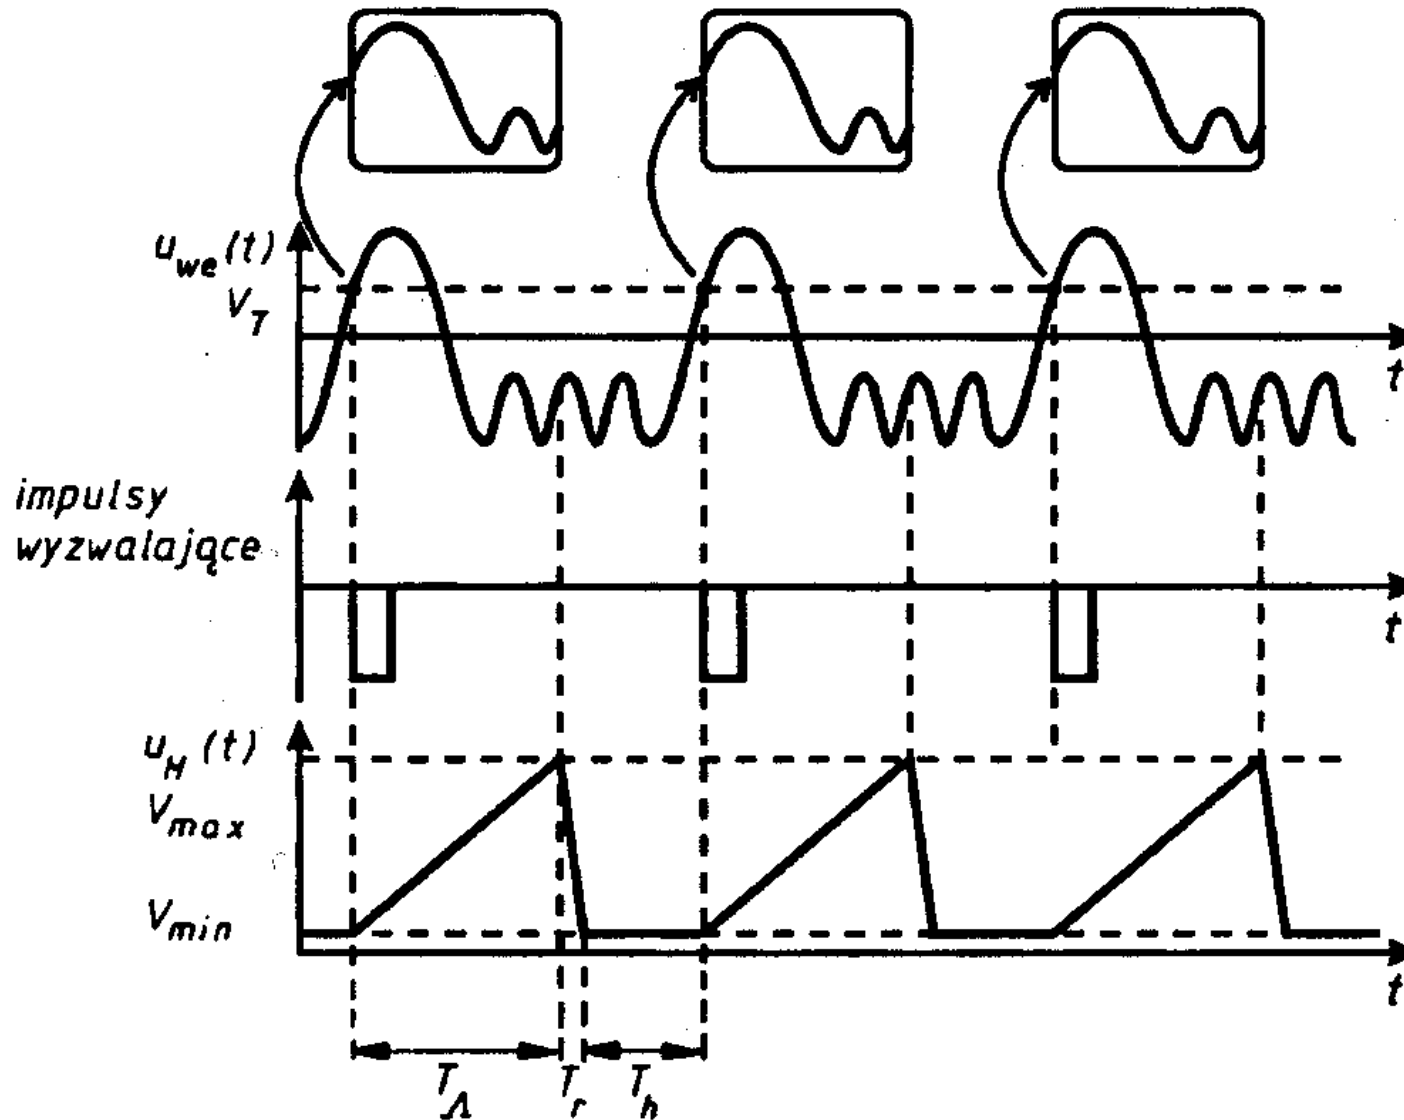 u_we(t)
V_T
t
impulsy
wyzwalające
t
u_H(t)
V_max
V_min
t
T_Λ T_r T_h